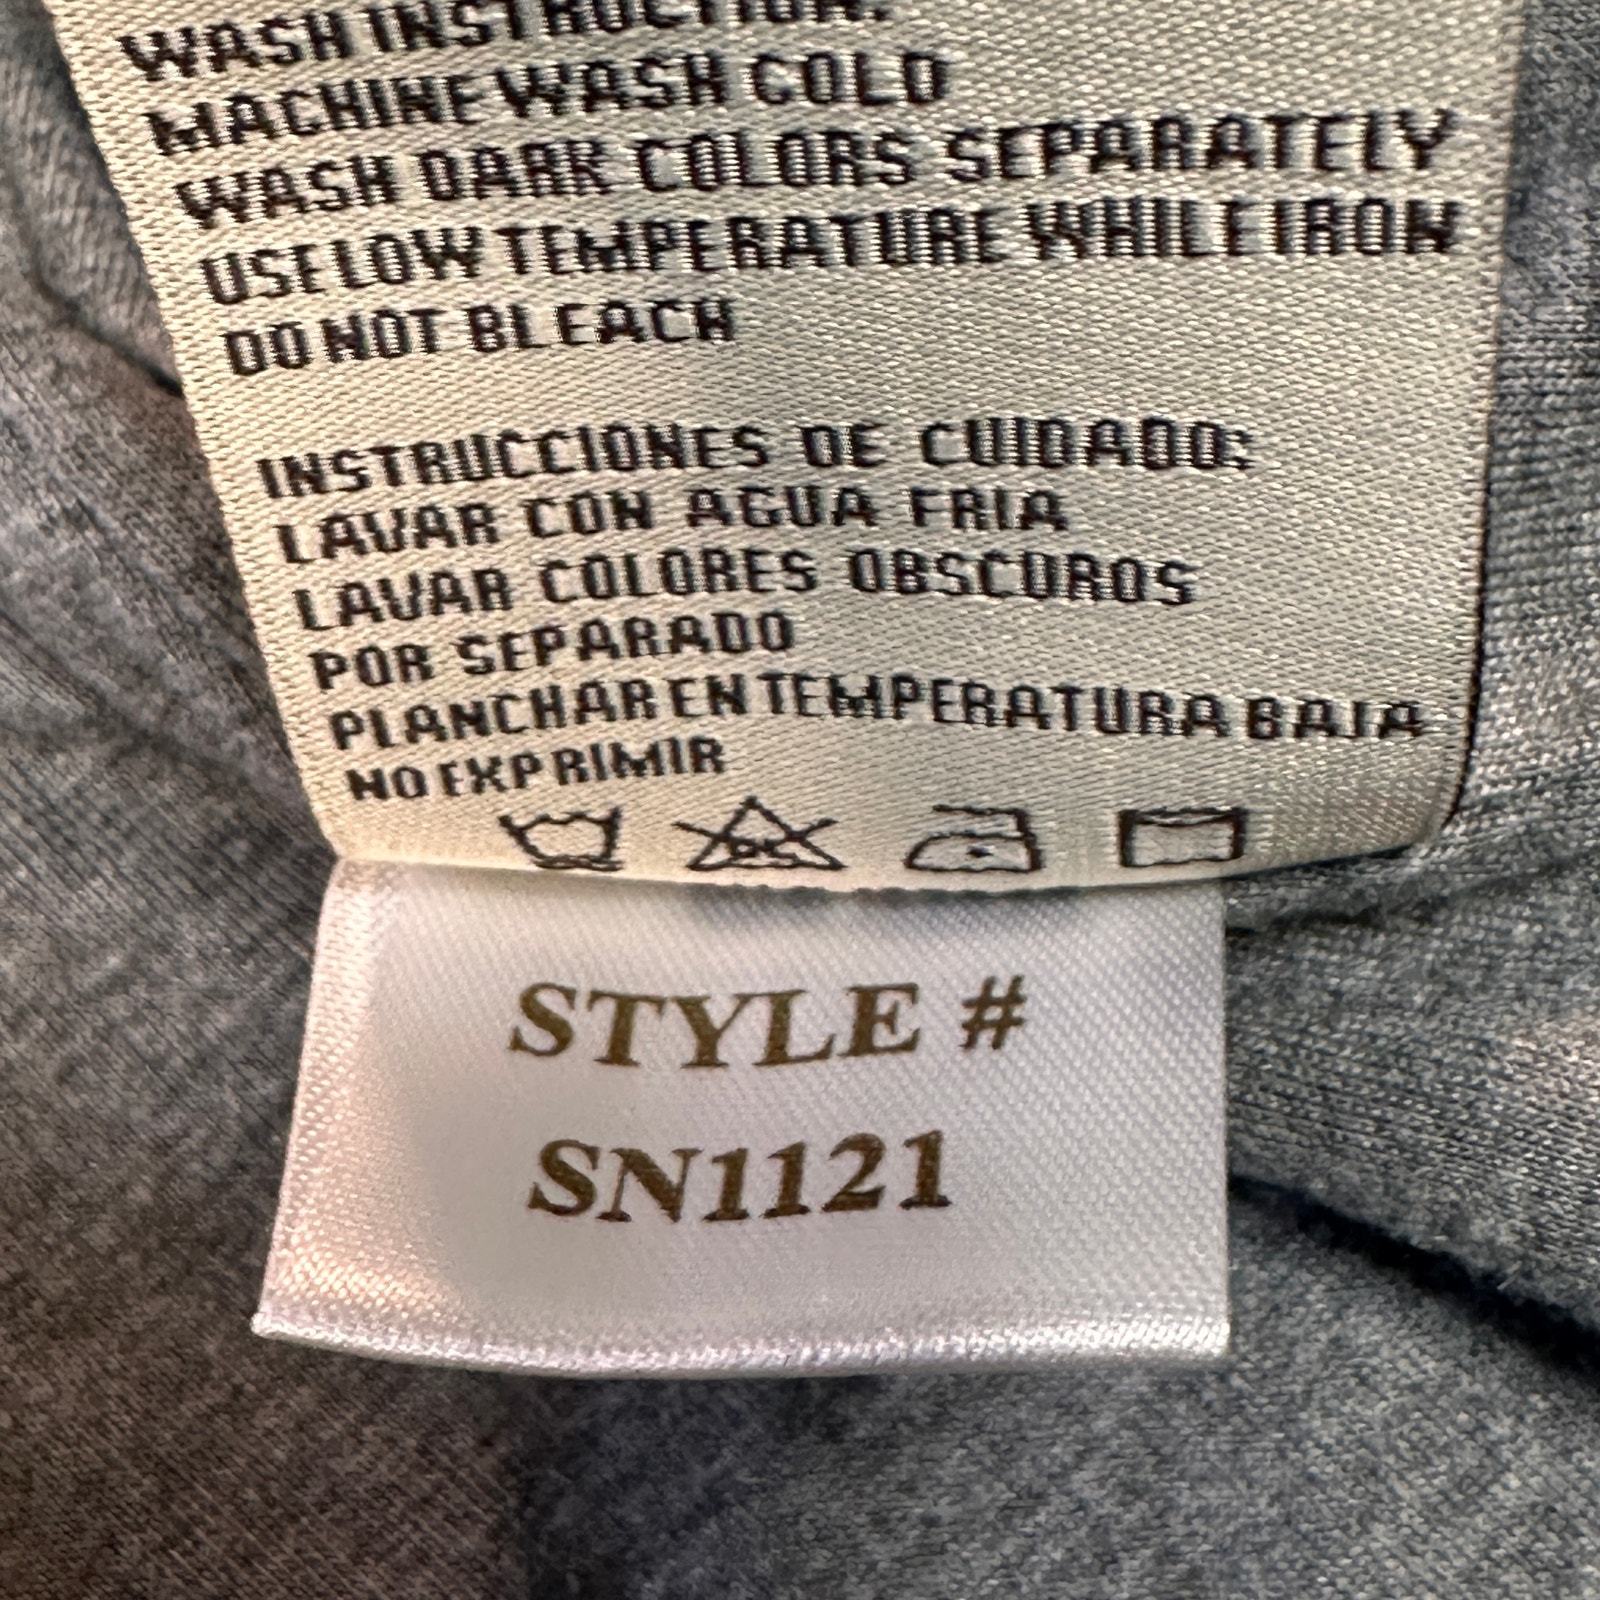 WASH INSTRUCTION:
MACHINE WASH COLD
WASH DARK COLORS SEPARATELY
USE LOW TEMPERATURE WHILE IRON
DO NOT BLEACH
INSTRUCCIONES DE CUIDADO:
LAVAR CON AGUA FRIA
LAVAR COLORES OBSCUROS
POR SEPARADO
PLANCHAR EN TEMPERATURA BAJA
NO EXPRIMIR
STYLE #
SN1121